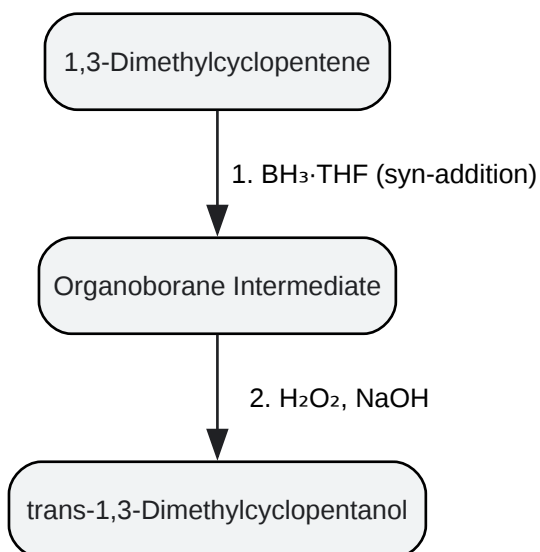 1,3-Dimethylcyclopentene
1. BH₃·THF (syn-addition)
Organoborane Intermediate
2. H₂O₂, NaOH
trans-1,3-Dimethylcyclopentanol